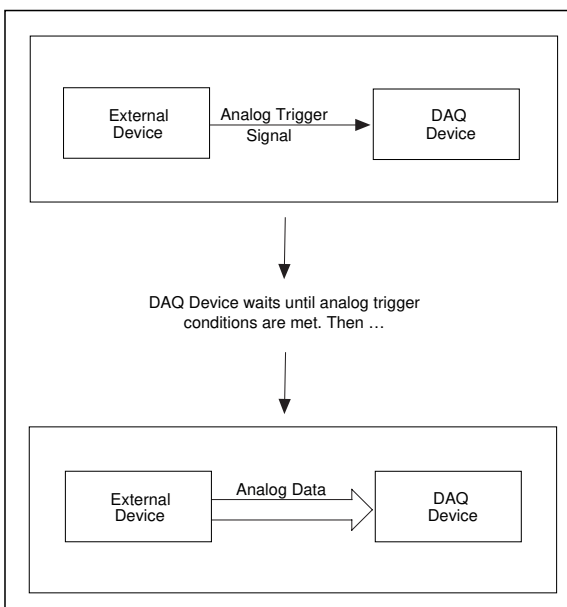 External
Device
Analog Trigger
Signal
DAQ
Device
DAQ Device waits until analog trigger
conditions are met. Then …
External
Device
Analog Data
DAQ
Device